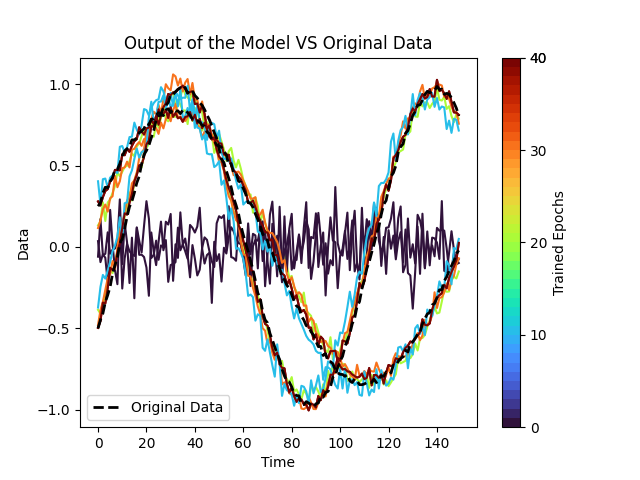 Output of the Model VS Original Data
1.0
0.5
0.0
−0.5
−1.0
Data
0 20 40 60 80 100 120 140
Time
Original Data
40
30
20
10
0
Trained Epochs